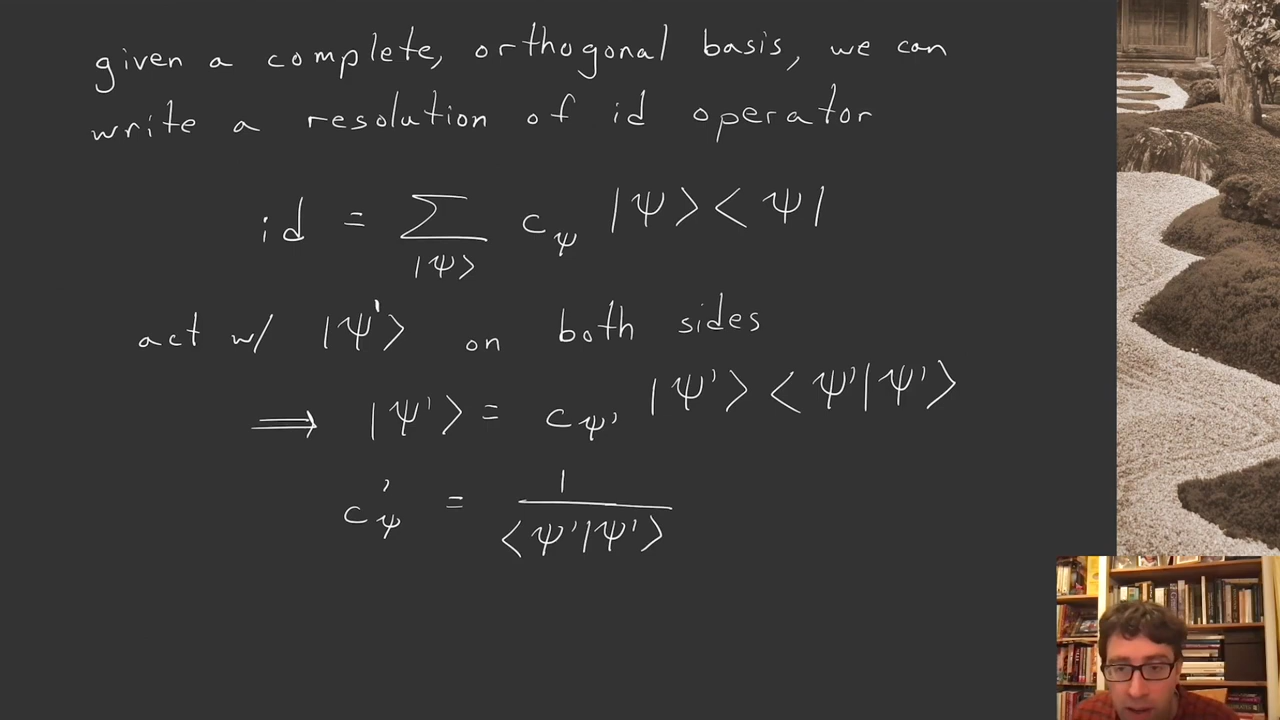 given a complete, orthogonal basis, we can
write a resolution of id operator
id = ∑ c_ψ |ψ><ψ|
|ψ>
act w/ |ψ'> on both sides
⟹ |ψ'> = c_ψ' |ψ'><ψ'|ψ'>
c'_ψ = 1
<ψ'|ψ'>